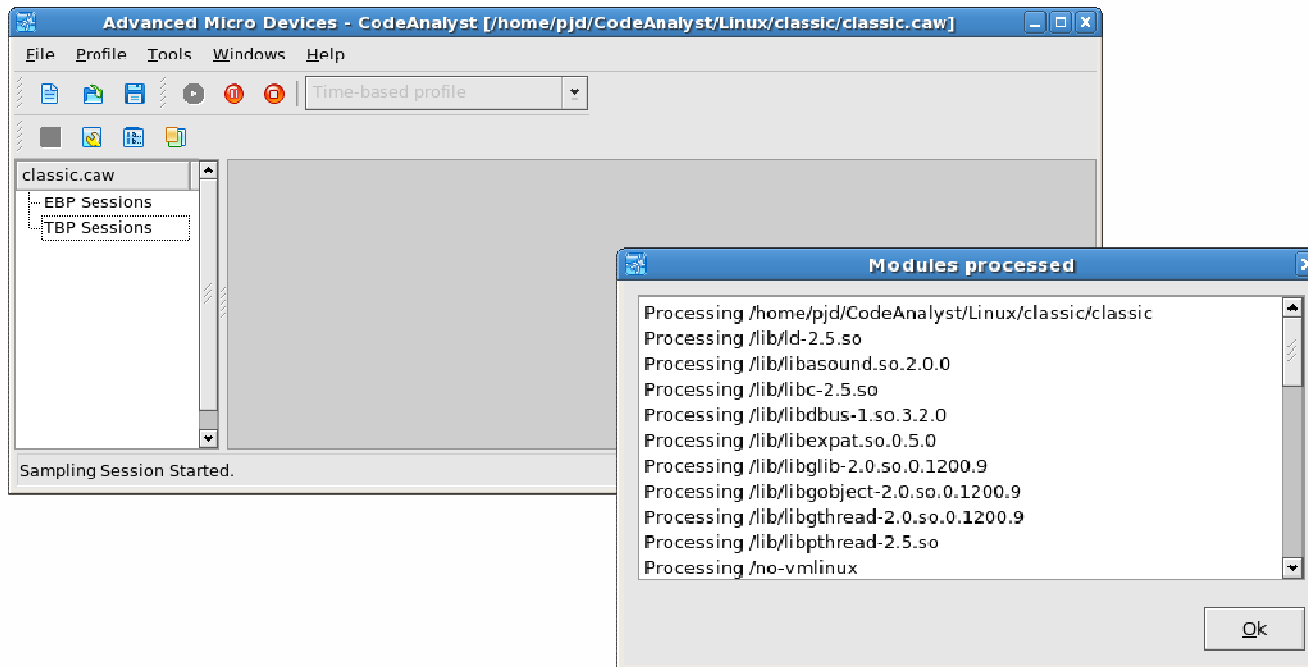 Advanced Micro Devices - CodeAnalyst [/home/pjd/CodeAnalyst/Linux/classic/classic.caw]
File Profile Tools Windows Help
Time-based profile
classic.caw
EBP Sessions
TBP Sessions
Sampling Session Started.
Modules processed
Processing /home/pjd/CodeAnalyst/Linux/classic/classic
Processing /lib/ld-2.5.so
Processing /lib/libasound.so.2.0.0
Processing /lib/libc-2.5.so
Processing /lib/libdbus-1.so.3.2.0
Processing /lib/libexpat.so.0.5.0
Processing /lib/libglib-2.0.so.0.1200.9
Processing /lib/libgobject-2.0.so.0.1200.9
Processing /lib/libgthread-2.0.so.0.1200.9
Processing /lib/libpthread-2.5.so
Processing /no-vmlinux
Ok